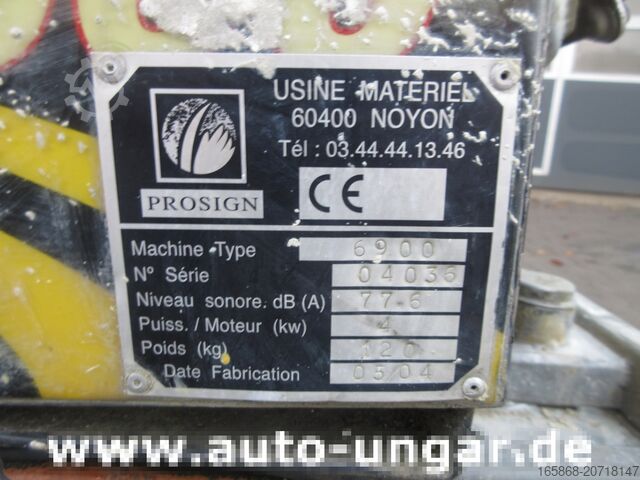 USINE MATERIEL
60400 NOYON
Tél : 03.44.44.13.46
PROSIGN
CE
Machine Type 6900
N° Série 04036
Niveau sonore. dB (A) 77.6
Puiss. / Moteur (kw) 4
Poids (kg) 120
Date Fabrication 05 04
www.auto-ungar.de
165868-20718147